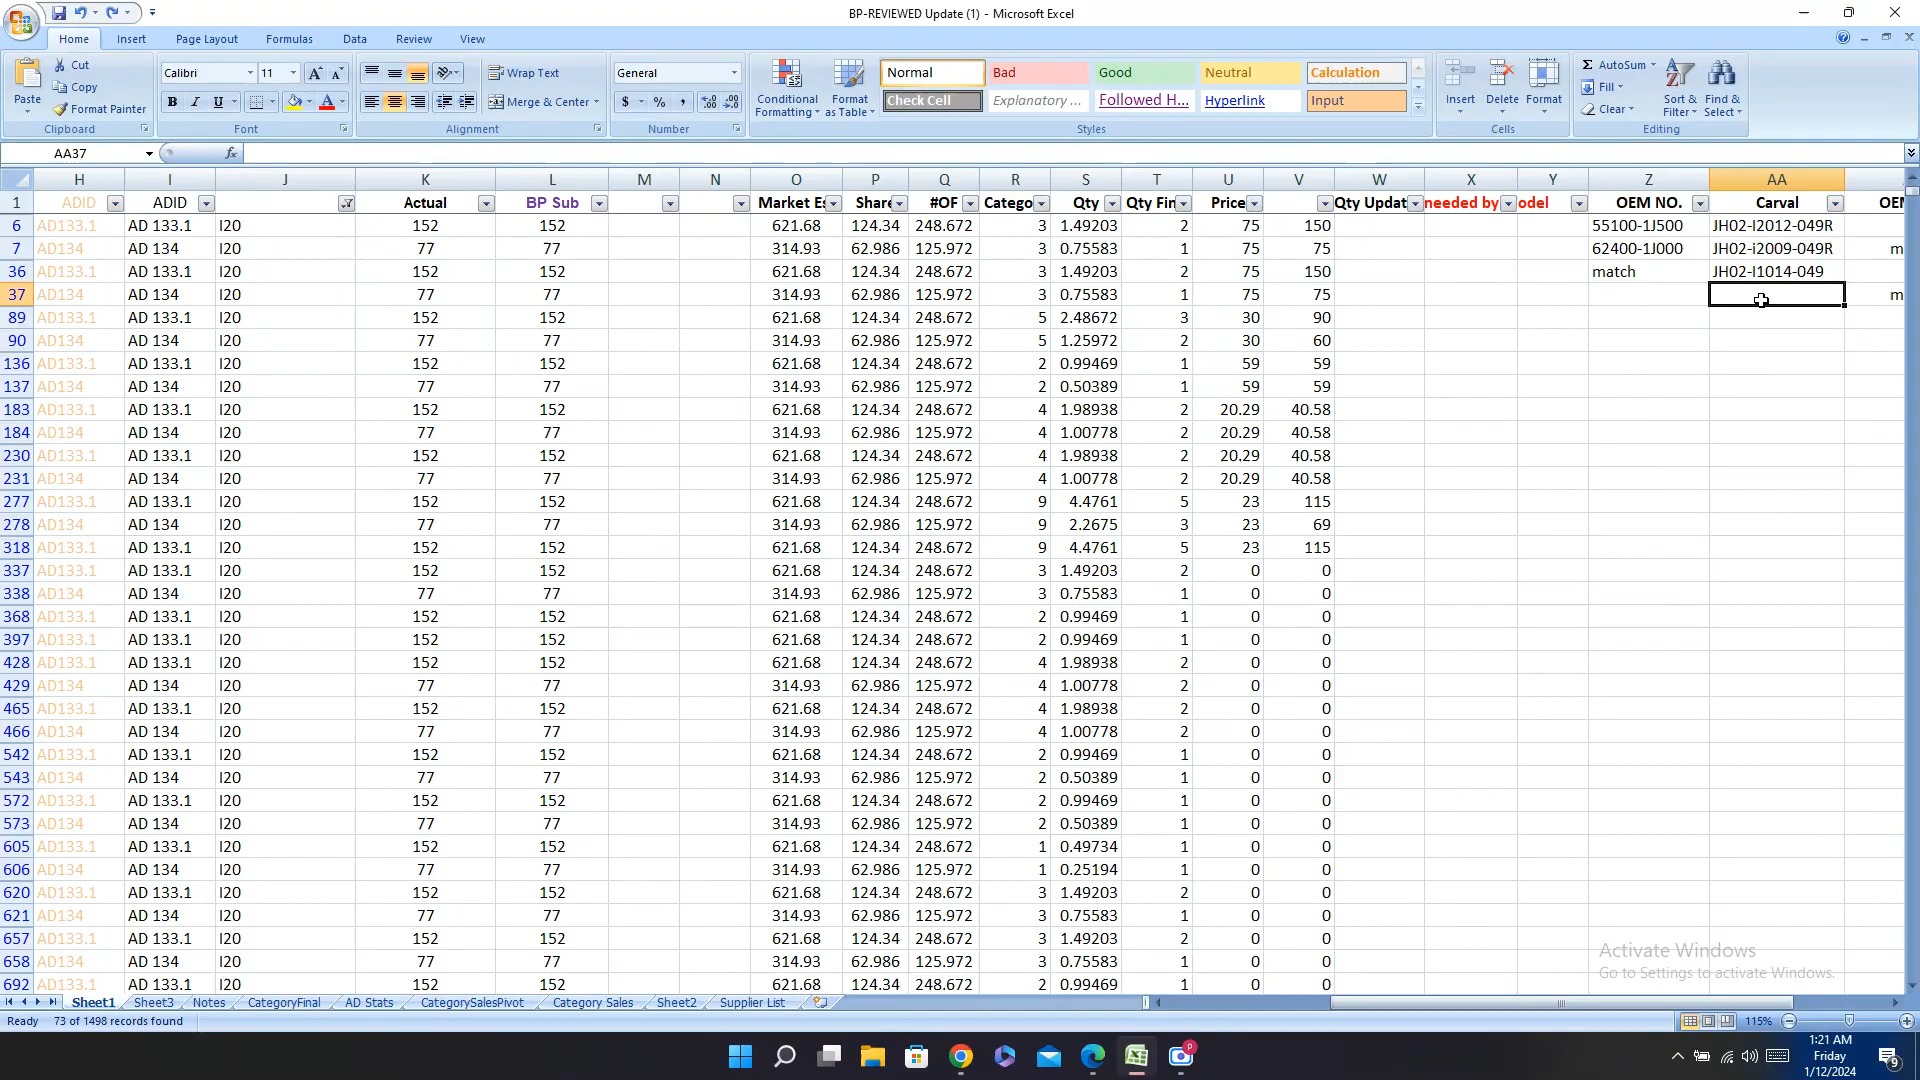 BP-REVIEWED Update (1) - Microsoft Excel
Home Insert Page Layout Formulas Data Review View
Cut Calibri 11 Wrap Text General Normal Bad Good Neutral Calculation AutoSum
Copy Fill
Paste Format Painter B I U Merge & Center $ % , Conditional Formatting Format as Table Check Cell Explanatory ... Followed H... Hyperlink Input Insert Delete Format Clear Sort & Filter Find & Select
Clipboard Font Alignment Number Styles Cells Editing
AA37 fx
H I J K L M N O P Q R S T U V W X Y Z AA
1 ADID ADID Actual BP Sub Market Es Share #OF Catego Qty Qty Fin Price Qty Updat needed by odel OEM NO. Carval OEM
6 AD133.1 AD 133.1 I20 152 152 621.68 124.34 248.672 3 1.49203 2 75 150 55100-1J500 JH02-I2012-049R
7 AD134 AD 134 I20 77 77 314.93 62.986 125.972 3 0.75583 1 75 75 62400-1J000 JH02-i2009-049R m
36 AD133.1 AD 133.1 I20 152 152 621.68 124.34 248.672 3 1.49203 2 75 150 match JH02-I1014-049
37 AD134 AD 134 I20 77 77 314.93 62.986 125.972 3 0.75583 1 75 75 m
89 AD133.1 AD 133.1 I20 152 152 621.68 124.34 248.672 5 2.48672 3 30 90
90 AD134 AD 134 I20 77 77 314.93 62.986 125.972 5 1.25972 2 30 60
136 AD133.1 AD 133.1 I20 152 152 621.68 124.34 248.672 2 0.99469 1 59 59
137 AD134 AD 134 I20 77 77 314.93 62.986 125.972 2 0.50389 1 59 59
183 AD133.1 AD 133.1 I20 152 152 621.68 124.34 248.672 4 1.98938 2 20.29 40.58
184 AD134 AD 134 I20 77 77 314.93 62.986 125.972 4 1.00778 2 20.29 40.58
230 AD133.1 AD 133.1 I20 152 152 621.68 124.34 248.672 4 1.98938 2 20.29 40.58
231 AD134 AD 134 I20 77 77 314.93 62.986 125.972 4 1.00778 2 20.29 40.58
277 AD133.1 AD 133.1 I20 152 152 621.68 124.34 248.672 9 4.4761 5 23 115
278 AD134 AD 134 I20 77 77 314.93 62.986 125.972 9 2.2675 3 23 69
318 AD133.1 AD 133.1 I20 152 152 621.68 124.34 248.672 9 4.4761 5 23 115
337 AD133.1 AD 133.1 I20 152 152 621.68 124.34 248.672 3 1.49203 2 0 0
338 AD134 AD 134 I20 77 77 314.93 62.986 125.972 3 0.75583 1 0 0
368 AD133.1 AD 133.1 I20 152 152 621.68 124.34 248.672 2 0.99469 1 0 0
397 AD133.1 AD 133.1 I20 152 152 621.68 124.34 248.672 2 0.99469 1 0 0
428 AD133.1 AD 133.1 I20 152 152 621.68 124.34 248.672 4 1.98938 2 0 0
429 AD134 AD 134 I20 77 77 314.93 62.986 125.972 4 1.00778 2 0 0
465 AD133.1 AD 133.1 I20 152 152 621.68 124.34 248.672 4 1.98938 2 0 0
466 AD134 AD 134 I20 77 77 314.93 62.986 125.972 4 1.00778 2 0 0
542 AD133.1 AD 133.1 I20 152 152 621.68 124.34 248.672 2 0.99469 1 0 0
543 AD134 AD 134 I20 77 77 314.93 62.986 125.972 2 0.50389 1 0 0
572 AD133.1 AD 133.1 I20 152 152 621.68 124.34 248.672 2 0.99469 1 0 0
573 AD134 AD 134 I20 77 77 314.93 62.986 125.972 2 0.50389 1 0 0
605 AD133.1 AD 133.1 I20 152 152 621.68 124.34 248.672 1 0.49734 1 0 0
606 AD134 AD 134 I20 77 77 314.93 62.986 125.972 1 0.25194 1 0 0
620 AD133.1 AD 133.1 I20 152 152 621.68 124.34 248.672 3 1.49203 2 0 0
621 AD134 AD 134 I20 77 77 314.93 62.986 125.972 3 0.75583 1 0 0
657 AD133.1 AD 133.1 I20 152 152 621.68 124.34 248.672 3 1.49203 2 0 0
658 AD134 AD 134 I20 77 77 314.93 62.986 125.972 3 0.75583 1 0 0
692 AD133.1 AD 133.1 I20 152 152 621.68 124.34 248.672 2 0.99469 1 0 0
Activate Windows
Go to Settings to activate Windows.
Sheet1 Sheet3 Notes CategoryFinal AD Stats CategorySalesPivot Category Sales Sheet2 Supplier List
Ready 73 of 1498 records found 115%
1:21 AM
Friday
1/12/2024
9